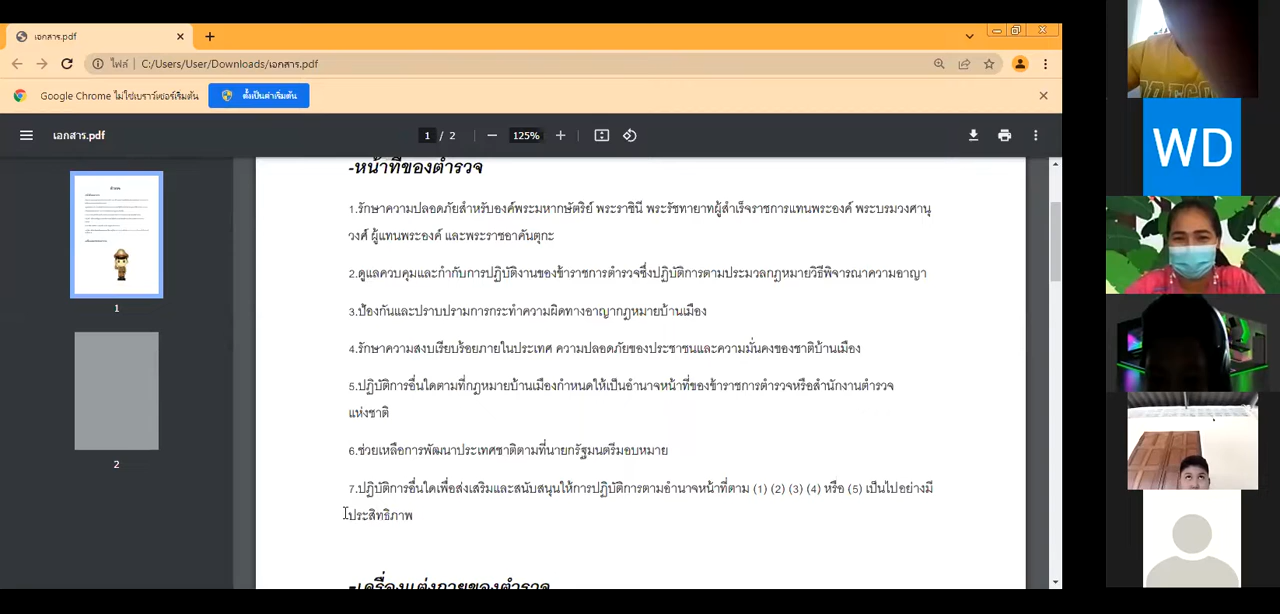 เอกสาร.pdf
ไฟล์ | C:/Users/User/Downloads/เอกสาร.pdf
Google Chrome ไม่ใช่เบราว์เซอร์เริ่มต้น ตั้งเป็นค่าเริ่มต้น
เอกสาร.pdf 1 / 2 125%
-หน้าที่ของตำรวจ
1.รักษาความปลอดภัยสำหรับองค์พระมหากษัตริย์ พระราชินี พระรัชทายาทผู้สำเร็จราชการแทนพระองค์ พระบรมวงศานุ
วงศ์ ผู้แทนพระองค์ และพระราชอาคันตุกะ
2.ดูแลควบคุมและกำกับการปฏิบัติงานของข้าราชการตำรวจซึ่งปฏิบัติการตามประมวลกฎหมายวิธีพิจารณาความอาญา
3.ป้องกันและปราบปรามการกระทำความผิดทางอาญากฎหมายบ้านเมือง
4.รักษาความสงบเรียบร้อยภายในประเทศ ความปลอดภัยของประชาชนและความมั่นคงของชาติบ้านเมือง
5.ปฏิบัติการอื่นใดตามที่กฎหมายบ้านเมืองกำหนดให้เป็นอำนาจหน้าที่ของข้าราชการตำรวจหรือสำนักงานตำรวจ
แห่งชาติ
6.ช่วยเหลือการพัฒนาประเทศชาติตามที่นายกรัฐมนตรีมอบหมาย
7.ปฏิบัติการอื่นใดเพื่อส่งเสริมและสนับสนุนให้การปฏิบัติการตามอำนาจหน้าที่ตาม (1) (2) (3) (4) หรือ (5) เป็นไปอย่างมี
ประสิทธิภาพ
-เครื่องแต่งกายของตำรวจ
1
2
WD